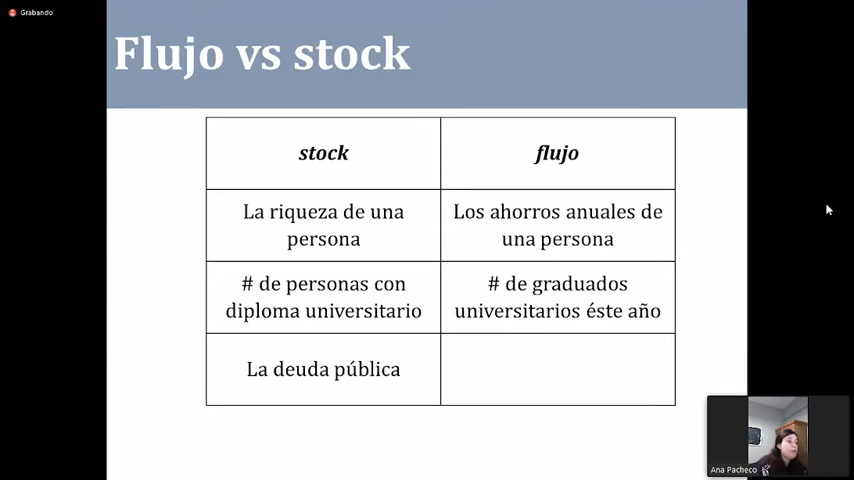 Grabando
Flujo vs stock
stock
flujo
La riqueza de una
persona
Los ahorros anuales de
una persona
# de personas con
diploma universitario
# de graduados
universitarios éste año
La deuda pública
Ana Pacheco